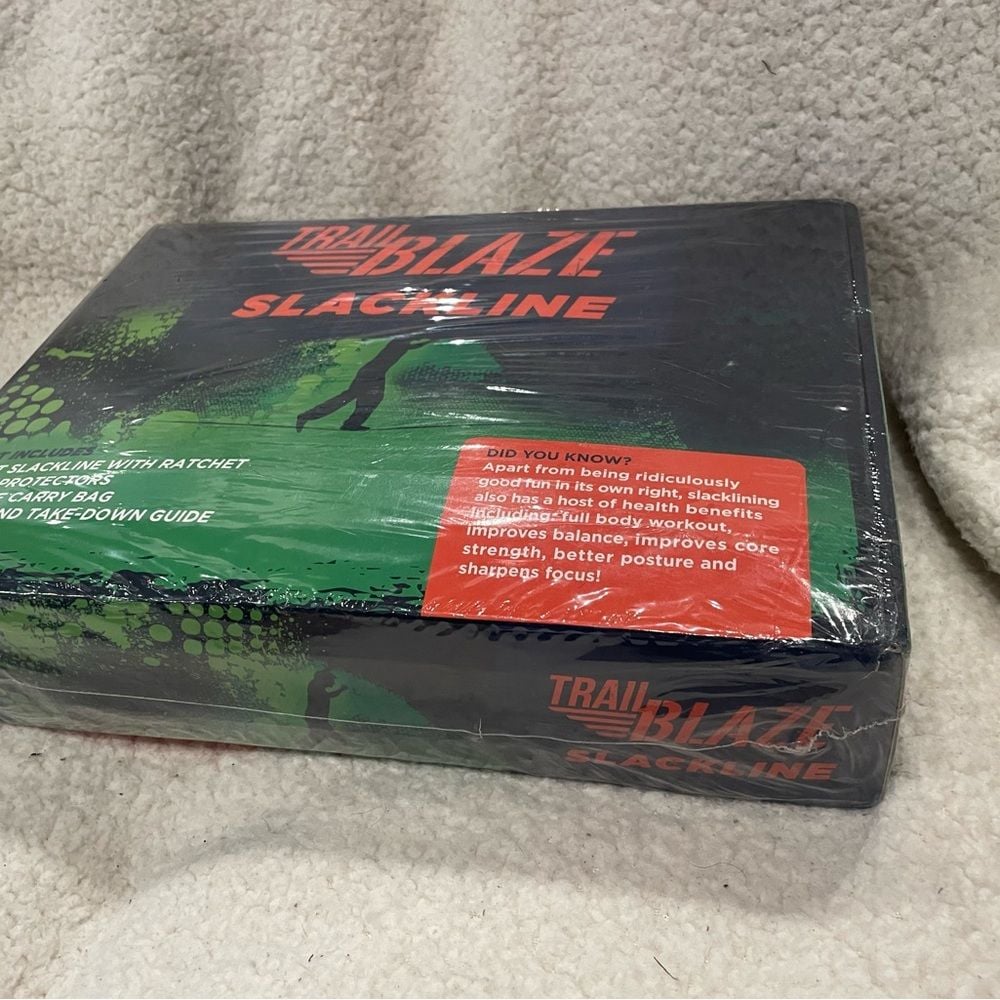 TRAIL BLAZE
SLACKLINE
INCLUDES
SLACKLINE WITH RATCHET
PROTECTORS
CARRY BAG
TAKE-DOWN GUIDE
DID YOU KNOW?
Apart from being ridiculously
good fun in its own right, slacklining
also has a host of health benefits
including: full body workout,
improves balance, improves core
strength, better posture and
sharpens focus!
TRAIL BLAZE
SLACKLINE